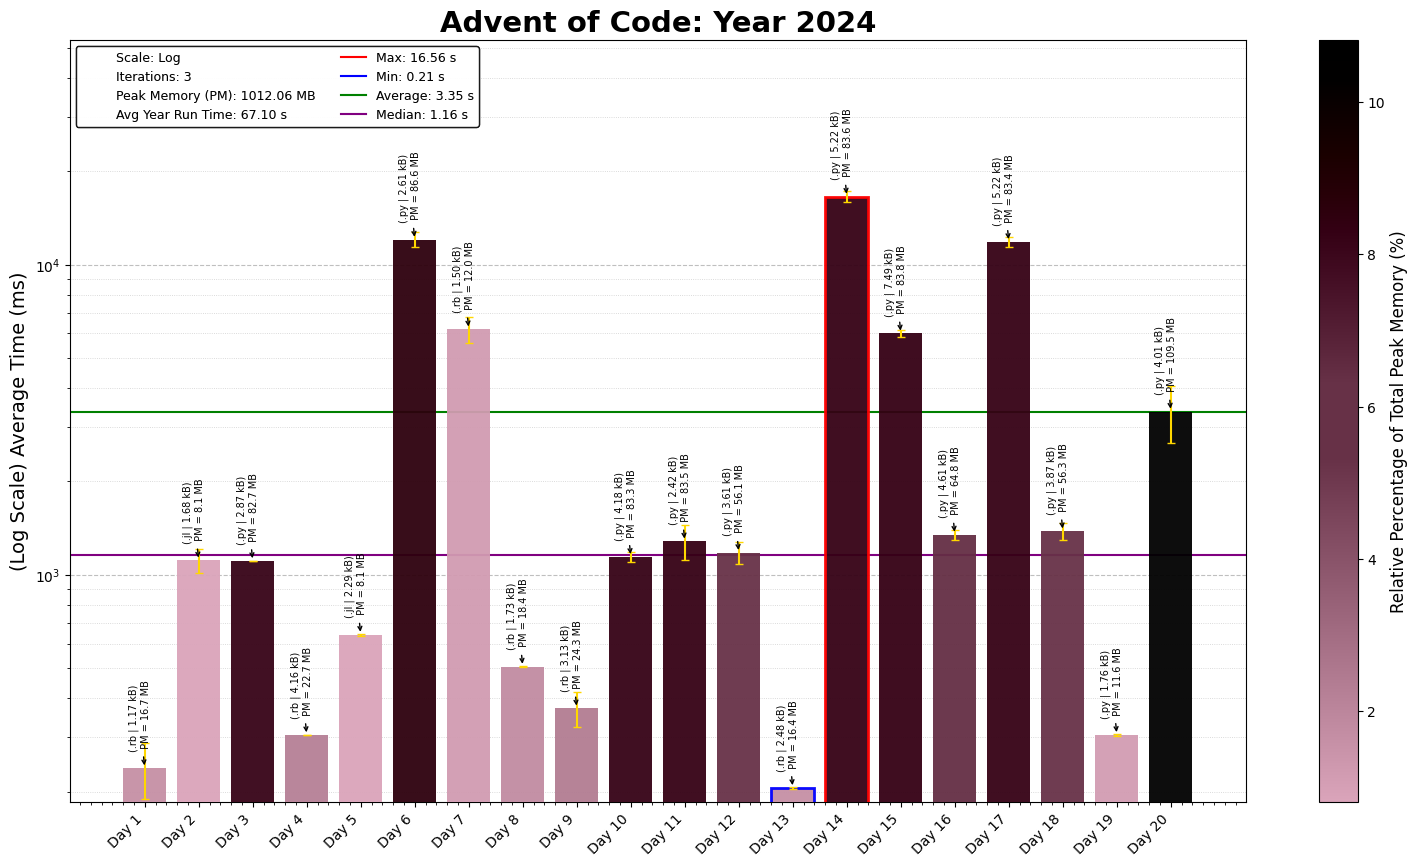 Advent of Code: Year 2024
Scale: Log
Iterations: 3
Peak Memory (PM): 1012.06 MB
Avg Year Run Time: 67.10 s
Max: 16.56 s
Min: 0.21 s
Average: 3.35 s
Median: 1.16 s
(Log Scale) Average Time (ms)
10⁴
10³
(.rb | 1.17 kB)
PM = 16.7 MB
(.jl | 1.68 kB)
PM = 8.1 MB
(.py | 2.87 kB)
PM = 82.7 MB
(.rb | 4.16 kB)
PM = 22.7 MB
(.jl | 2.29 kB)
PM = 8.1 MB
(.py | 2.61 kB)
PM = 86.6 MB
(.rb | 1.50 kB)
PM = 12.0 MB
(.rb | 1.73 kB)
PM = 18.4 MB
(.rb | 3.13 kB)
PM = 24.3 MB
(.py | 4.18 kB)
PM = 83.3 MB
(.py | 2.42 kB)
PM = 83.5 MB
(.py | 3.61 kB)
PM = 56.1 MB
(.rb | 2.48 kB)
PM = 16.4 MB
(.py | 5.22 kB)
PM = 83.6 MB
(.py | 7.49 kB)
PM = 83.8 MB
(.py | 4.61 kB)
PM = 64.8 MB
(.py | 5.22 kB)
PM = 83.4 MB
(.py | 3.87 kB)
PM = 56.3 MB
(.py | 1.76 kB)
PM = 11.6 MB
(.py | 4.01 kB)
PM = 109.5 MB
Day 1
Day 2
Day 3
Day 4
Day 5
Day 6
Day 7
Day 8
Day 9
Day 10
Day 11
Day 12
Day 13
Day 14
Day 15
Day 16
Day 17
Day 18
Day 19
Day 20
10
8
6
4
2
Relative Percentage of Total Peak Memory (%)